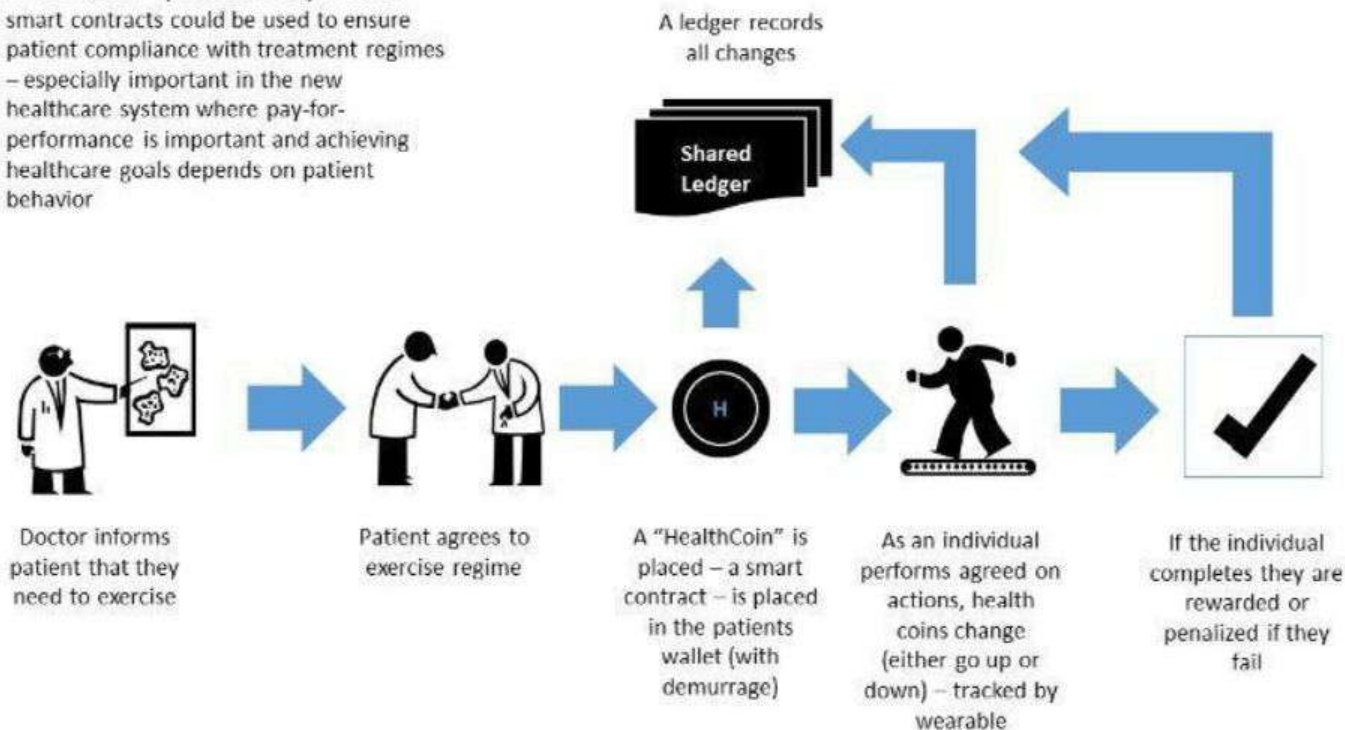 smart contracts could be used to ensure
patient compliance with treatment regimes
– especially important in the new
healthcare system where pay-for-
performance is important and achieving
healthcare goals depends on patient
behavior
A ledger records
all changes
Shared
Ledger
H
Doctor informs
patient that they
need to exercise
Patient agrees to
exercise regime
A “HealthCoin” is
placed – a smart
contract – is placed
in the patients
wallet (with
demurrage)
As an individual
performs agreed on
actions, health
coins change
(either go up or
down) – tracked by
wearable
If the individual
completes they are
rewarded or
penalized if they
fail